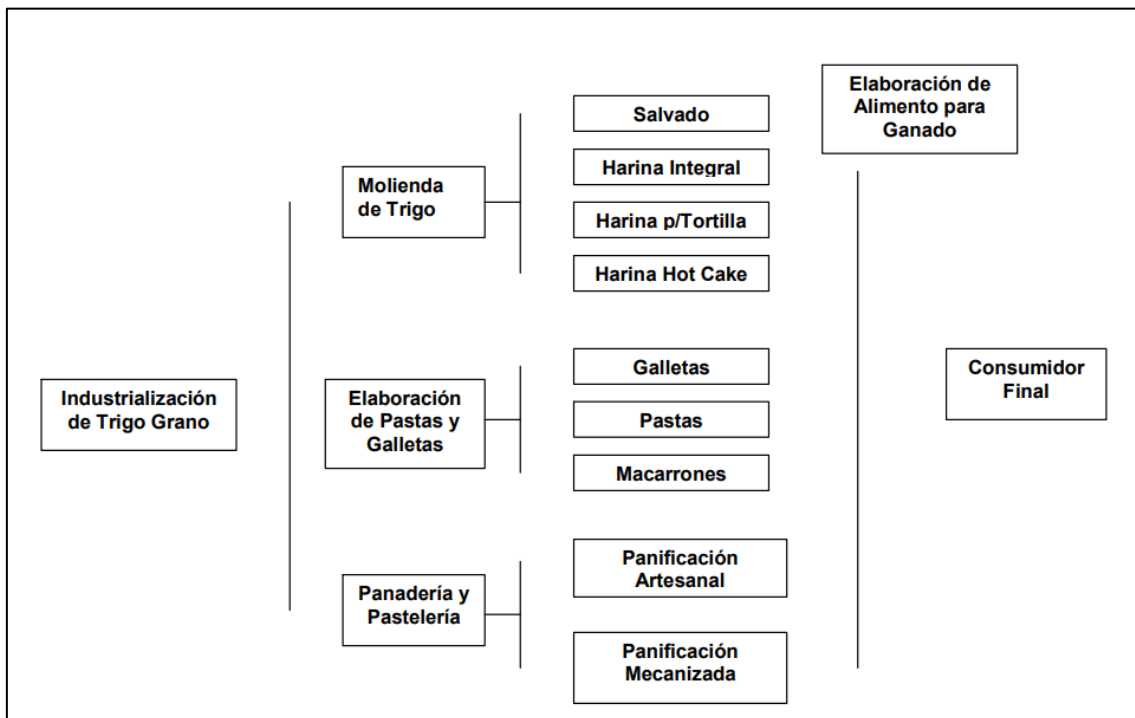 Elaboración de
Alimento para
Ganado
Salvado
Harina Integral
Molienda
de Trigo
Harina p/Tortilla
Harina Hot Cake
Galletas
Consumidor
Final
Industrialización
de Trigo Grano
Elaboración
de Pastas y
Galletas
Pastas
Macarrones
Panificación
Artesanal
Panadería y
Pastelería
Panificación
Mecanizada